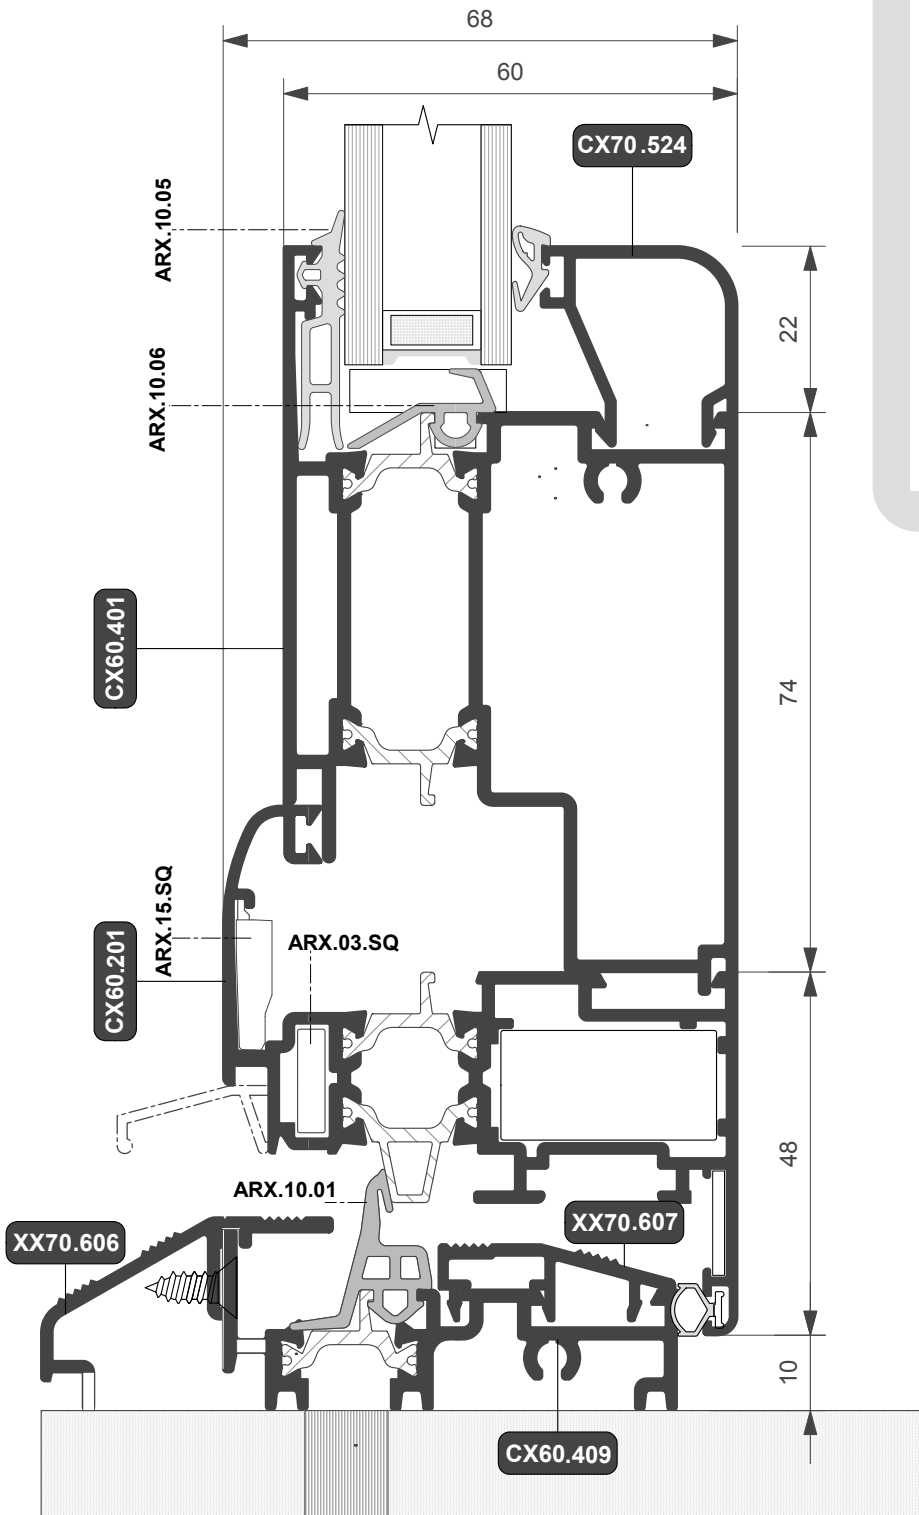 68
60
CX70.524
ARX.10.05
22
ARX.10.06
CX60.401
74
ARX.15.SQ
CX60.201
ARX.03.SQ
48
ARX.10.01
XX70.607
XX70.606
10
CX60.409